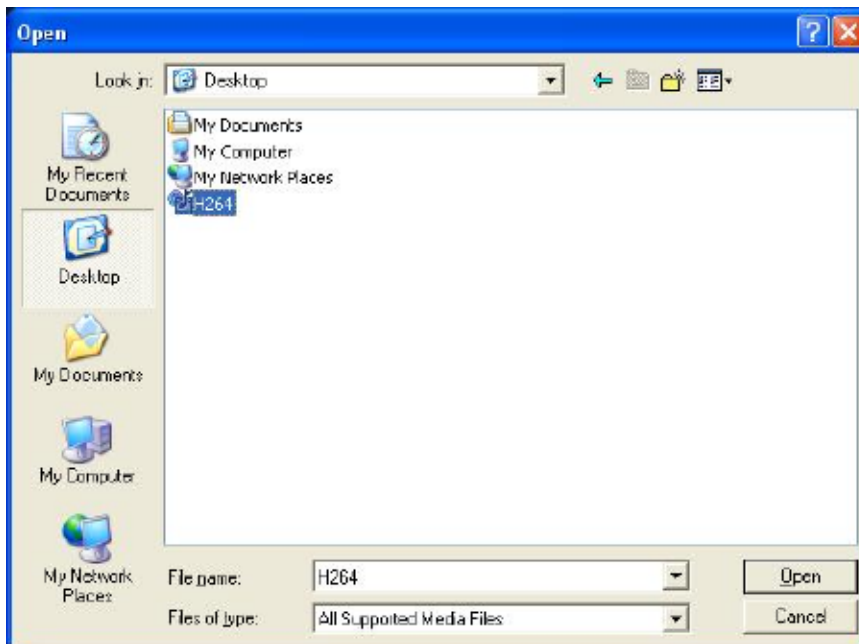 Open
Look in: Desktop
My Documents
My Computer
My Network Places
H264
My Recent
Documents
Desktop
My Documents
My Computer
My Network
Places
File name: H264 Open
Files of type: All Supported Media Files Cancel